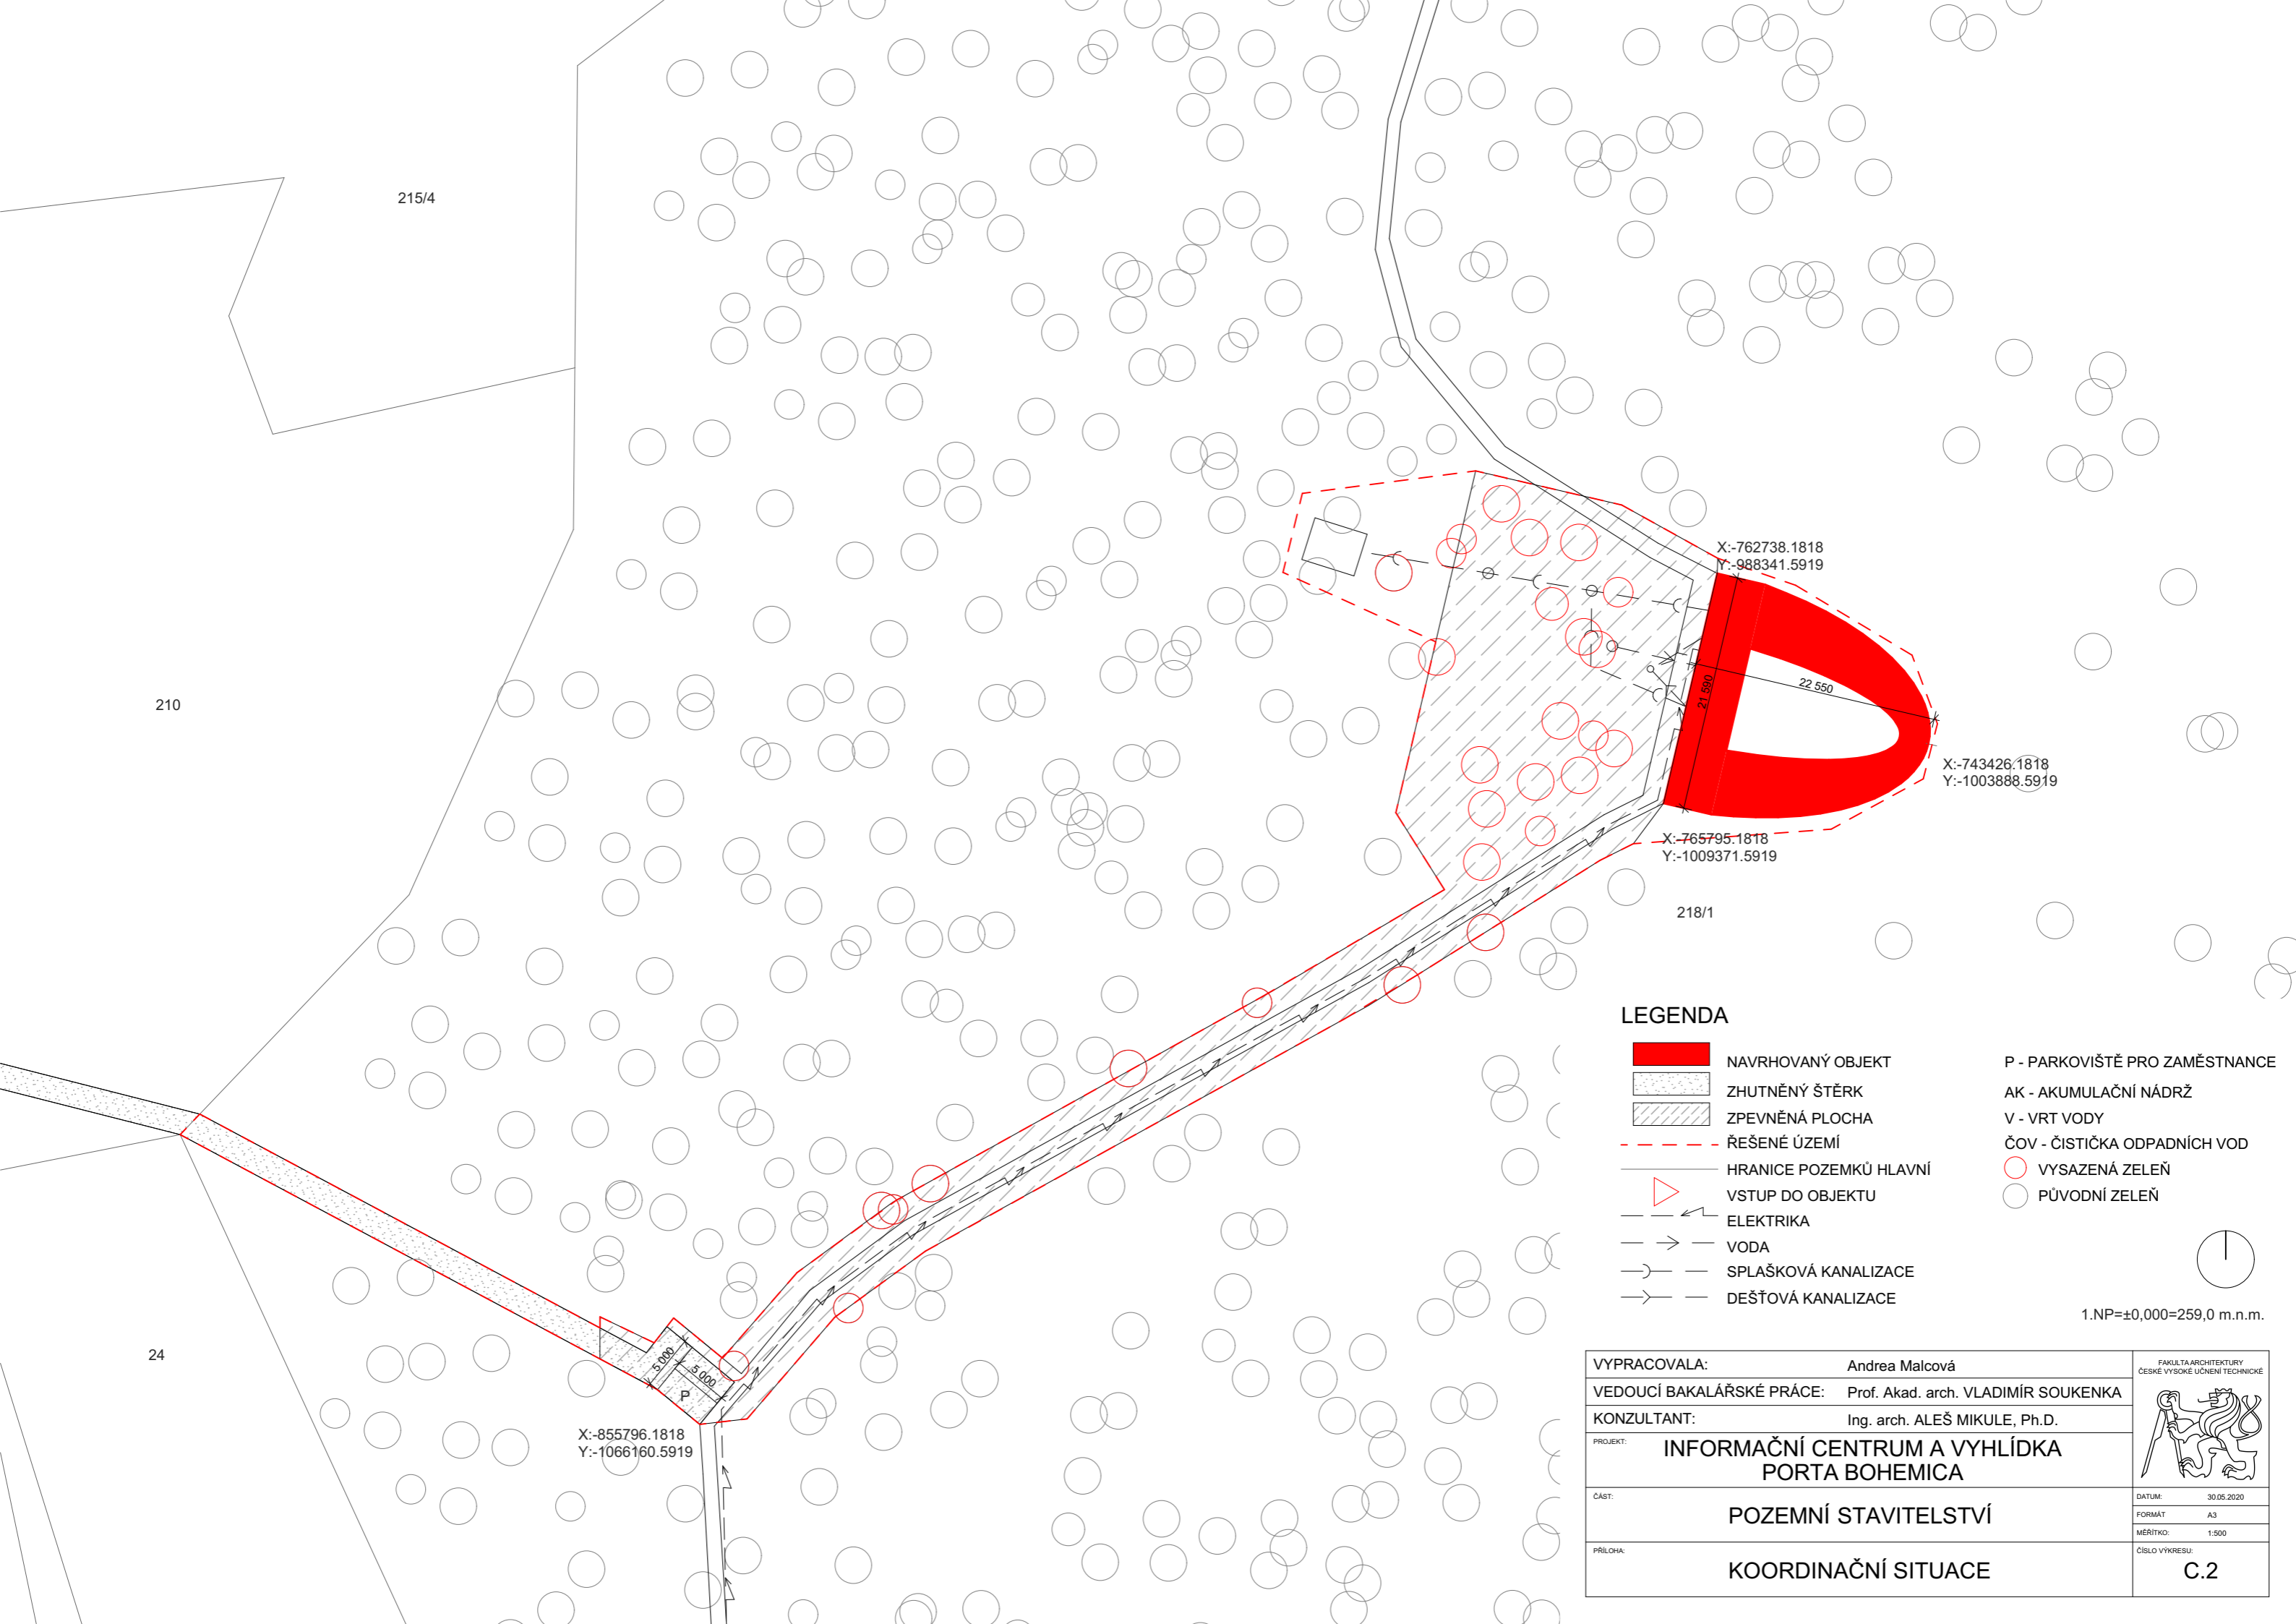 215/4
X:-762738.1818
Y:-988341.5919
21 590
22 550
210
X:-743426.1818
Y:-1003888.5919
X:-765795.1818
Y:-1009371.5919
218/1
LEGENDA
NAVRHOVANÝ OBJEKT
ZHUTNĚNÝ ŠTĚRK
ZPEVNĚNÁ PLOCHA
ŘEŠENÉ ÚZEMÍ
HRANICE POZEMKŮ HLAVNÍ
VSTUP DO OBJEKTU
ELEKTRIKA
VODA
SPLAŠKOVÁ KANALIZACE
DEŠŤOVÁ KANALIZACE
P - PARKOVIŠTĚ PRO ZAMĚSTNANCE
AK - AKUMULAČNÍ NÁDRŽ
V - VRT VODY
ČOV - ČISTIČKA ODPADNÍCH VOD
VYSAZENÁ ZELEŇ
PŮVODNÍ ZELEŇ
1.NP=±0,000=259,0 m.n.m.
24
5 000
5 000
P
X:-855796.1818
Y:-1066160.5919
VYPRACOVALA: Andrea Malcová
VEDOUCÍ BAKALÁŘSKÉ PRÁCE: Prof. Akad. arch. VLADIMÍR SOUKENKA
KONZULTANT: Ing. arch. ALEŠ MIKULE, Ph.D.
PROJEKT: INFORMAČNÍ CENTRUM A VYHLÍDKA
PORTA BOHEMICA
ČÁST: POZEMNÍ STAVITELSTVÍ
PŘÍLOHA: KOORDINAČNÍ SITUACE
FAKULTA ARCHITEKTURY
ČESKÉ VYSOKÉ UČENÍ TECHNICKÉ
DATUM: 30.05.2020
FORMÁT A3
MĚŘÍTKO: 1:500
ČÍSLO VÝKRESU:
C.2